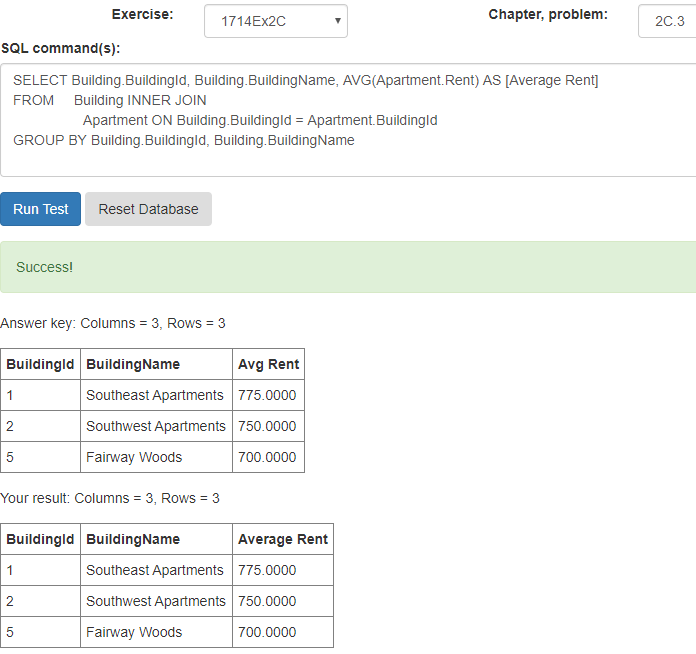 Exercise: 1714Ex2C Chapter, problem: 2C.3
SQL command(s):
SELECT Building.BuildingId, Building.BuildingName, AVG(Apartment.Rent) AS [Average Rent]
FROM Building INNER JOIN
Apartment ON Building.BuildingId = Apartment.BuildingId
GROUP BY Building.BuildingId, Building.BuildingName
Run Test Reset Database
Success!
Answer key: Columns = 3, Rows = 3
BuildingId BuildingName Avg Rent
1 Southeast Apartments 775.0000
2 Southwest Apartments 750.0000
5 Fairway Woods 700.0000
Your result: Columns = 3, Rows = 3
BuildingId BuildingName Average Rent
1 Southeast Apartments 775.0000
2 Southwest Apartments 750.0000
5 Fairway Woods 700.0000